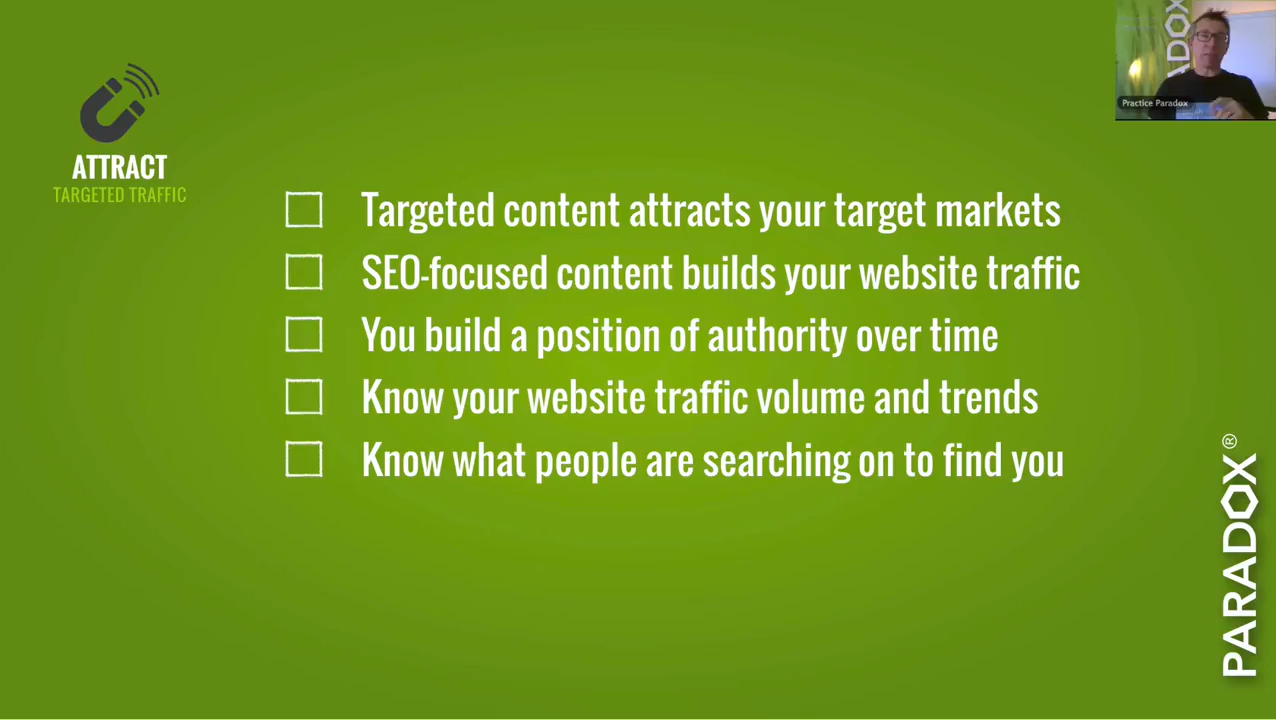 ATTRACT
TARGETED TRAFFIC
Targeted content attracts your target markets
SEO-focused content builds your website traffic
You build a position of authority over time
Know your website traffic volume and trends
Know what people are searching on to find you
ADOX
Practice Paradox
PARADOX®